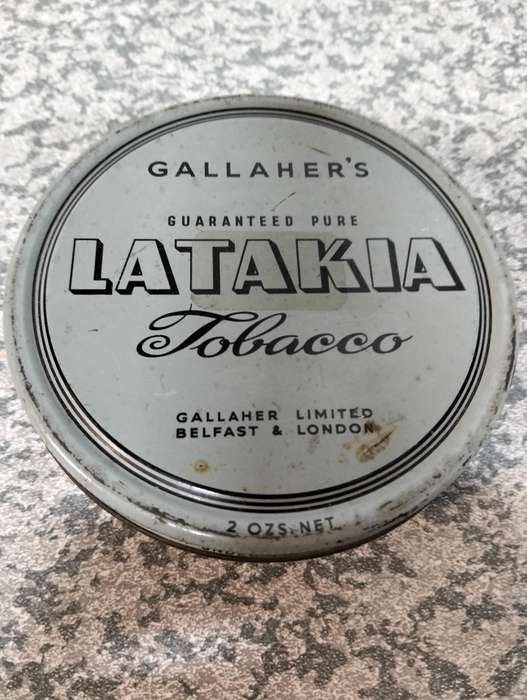 GALLAHER'S
GUARANTEED PURE
LATAKIA
Tobacco
GALLAHER LIMITED
BELFAST & LONDON
2 OZS. NET